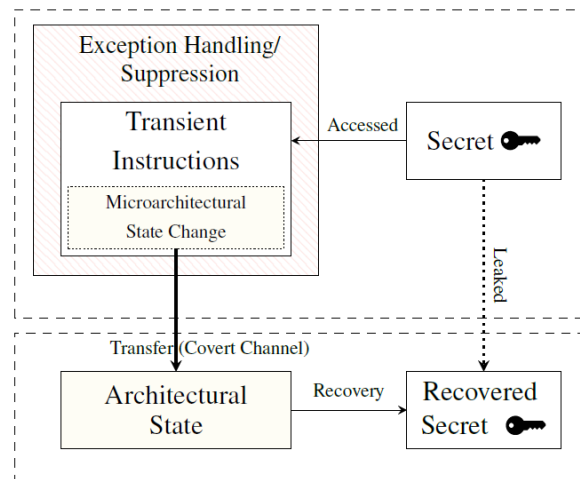 Exception Handling/
Suppression
Transient
Instructions
Microarchitectural
State Change
Accessed
Secret
Leaked
Transfer (Covert Channel)
Architectural
State
Recovery
Recovered
Secret